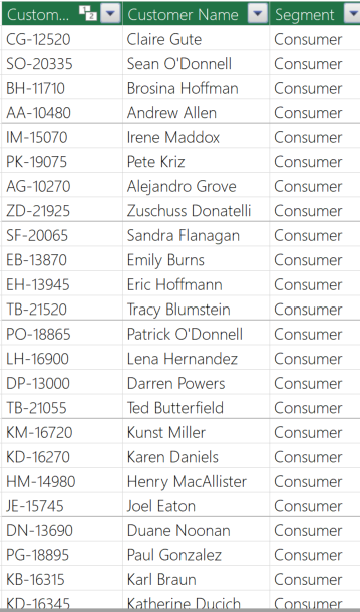 Custom... Customer Name Segment
CG-12520 Claire Gute Consumer
SO-20335 Sean O'Donnell Consumer
BH-11710 Brosina Hoffman Consumer
AA-10480 Andrew Allen Consumer
IM-15070 Irene Maddox Consumer
PK-19075 Pete Kriz Consumer
AG-10270 Alejandro Grove Consumer
ZD-21925 Zuschuss Donatelli Consumer
SF-20065 Sandra Flanagan Consumer
EB-13870 Emily Burns Consumer
EH-13945 Eric Hoffmann Consumer
TB-21520 Tracy Blumstein Consumer
PO-18865 Patrick O'Donnell Consumer
LH-16900 Lena Hernandez Consumer
DP-13000 Darren Powers Consumer
TB-21055 Ted Butterfield Consumer
KM-16720 Kunst Miller Consumer
KD-16270 Karen Daniels Consumer
HM-14980 Henry MacAllister Consumer
JE-15745 Joel Eaton Consumer
DN-13690 Duane Noonan Consumer
PG-18895 Paul Gonzalez Consumer
KB-16315 Karl Braun Consumer
KD-16345 Katherine Ducich Consumer